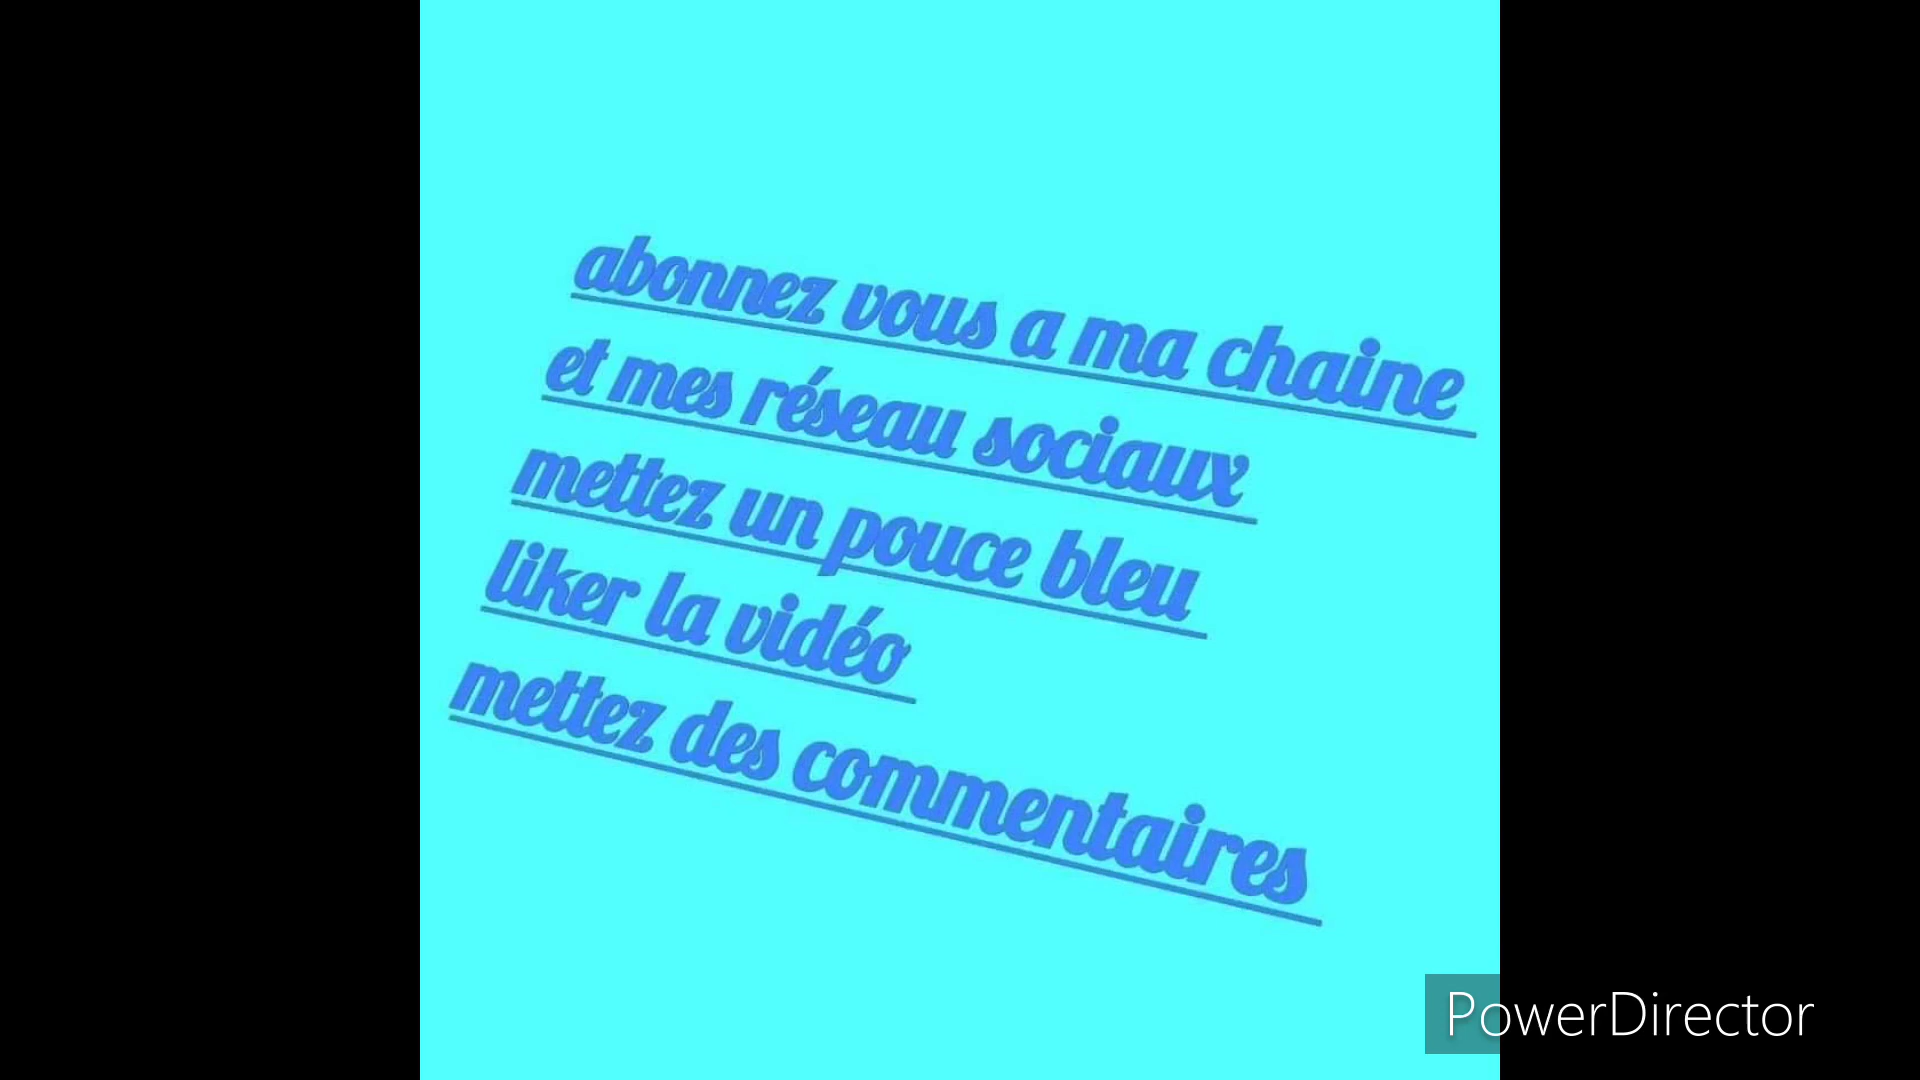 abonnez vous a ma chaine
et mes réseau sociaux
mettez un pouce bleu
liker la vidéo
mettez des commentaires
PowerDirector